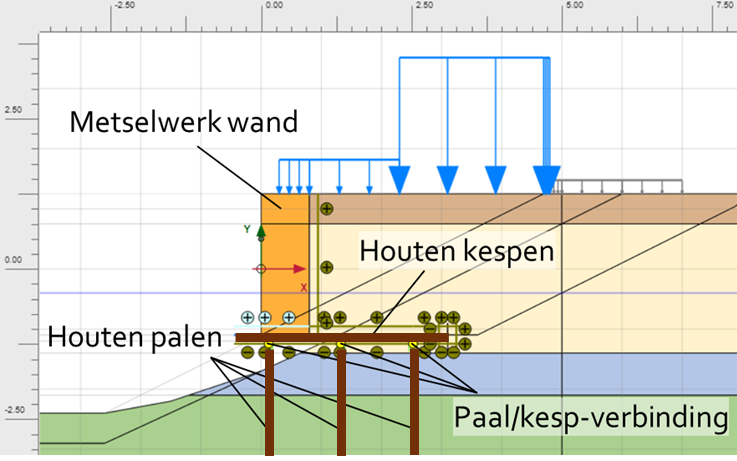 -2.50 0.00 2.50 5.00 7.50
2.50
Metselwerk wand
Y
0.00
X
Houten kespen
Houten palen
-2.50
Paal/kesp-verbinding